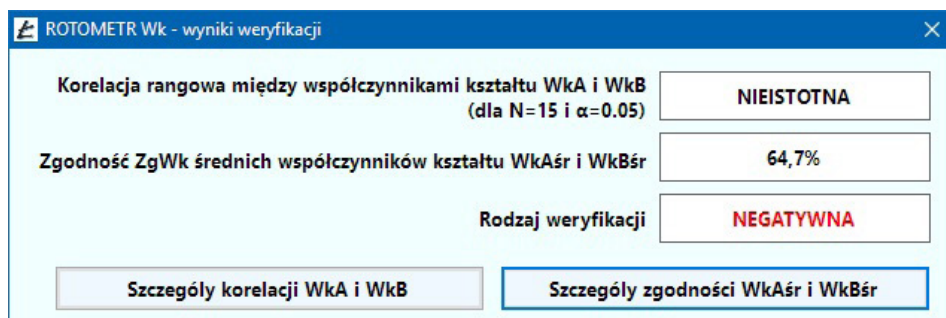 ROTOMETR Wk - wyniki weryfikacji
Korelacja rangowa między współczynnikami kształtu WkA i WkB
(dla N=15 i α=0.05)
NIEISTOTNA
Zgodność ZgWk średnich współczynników kształtu WkAśr i WkBśr
64,7%
Rodzaj weryfikacji
NEGATYWNA
Szczegóły korelacji WkA i WkB
Szczegóły zgodności WkAśr i WkBśr